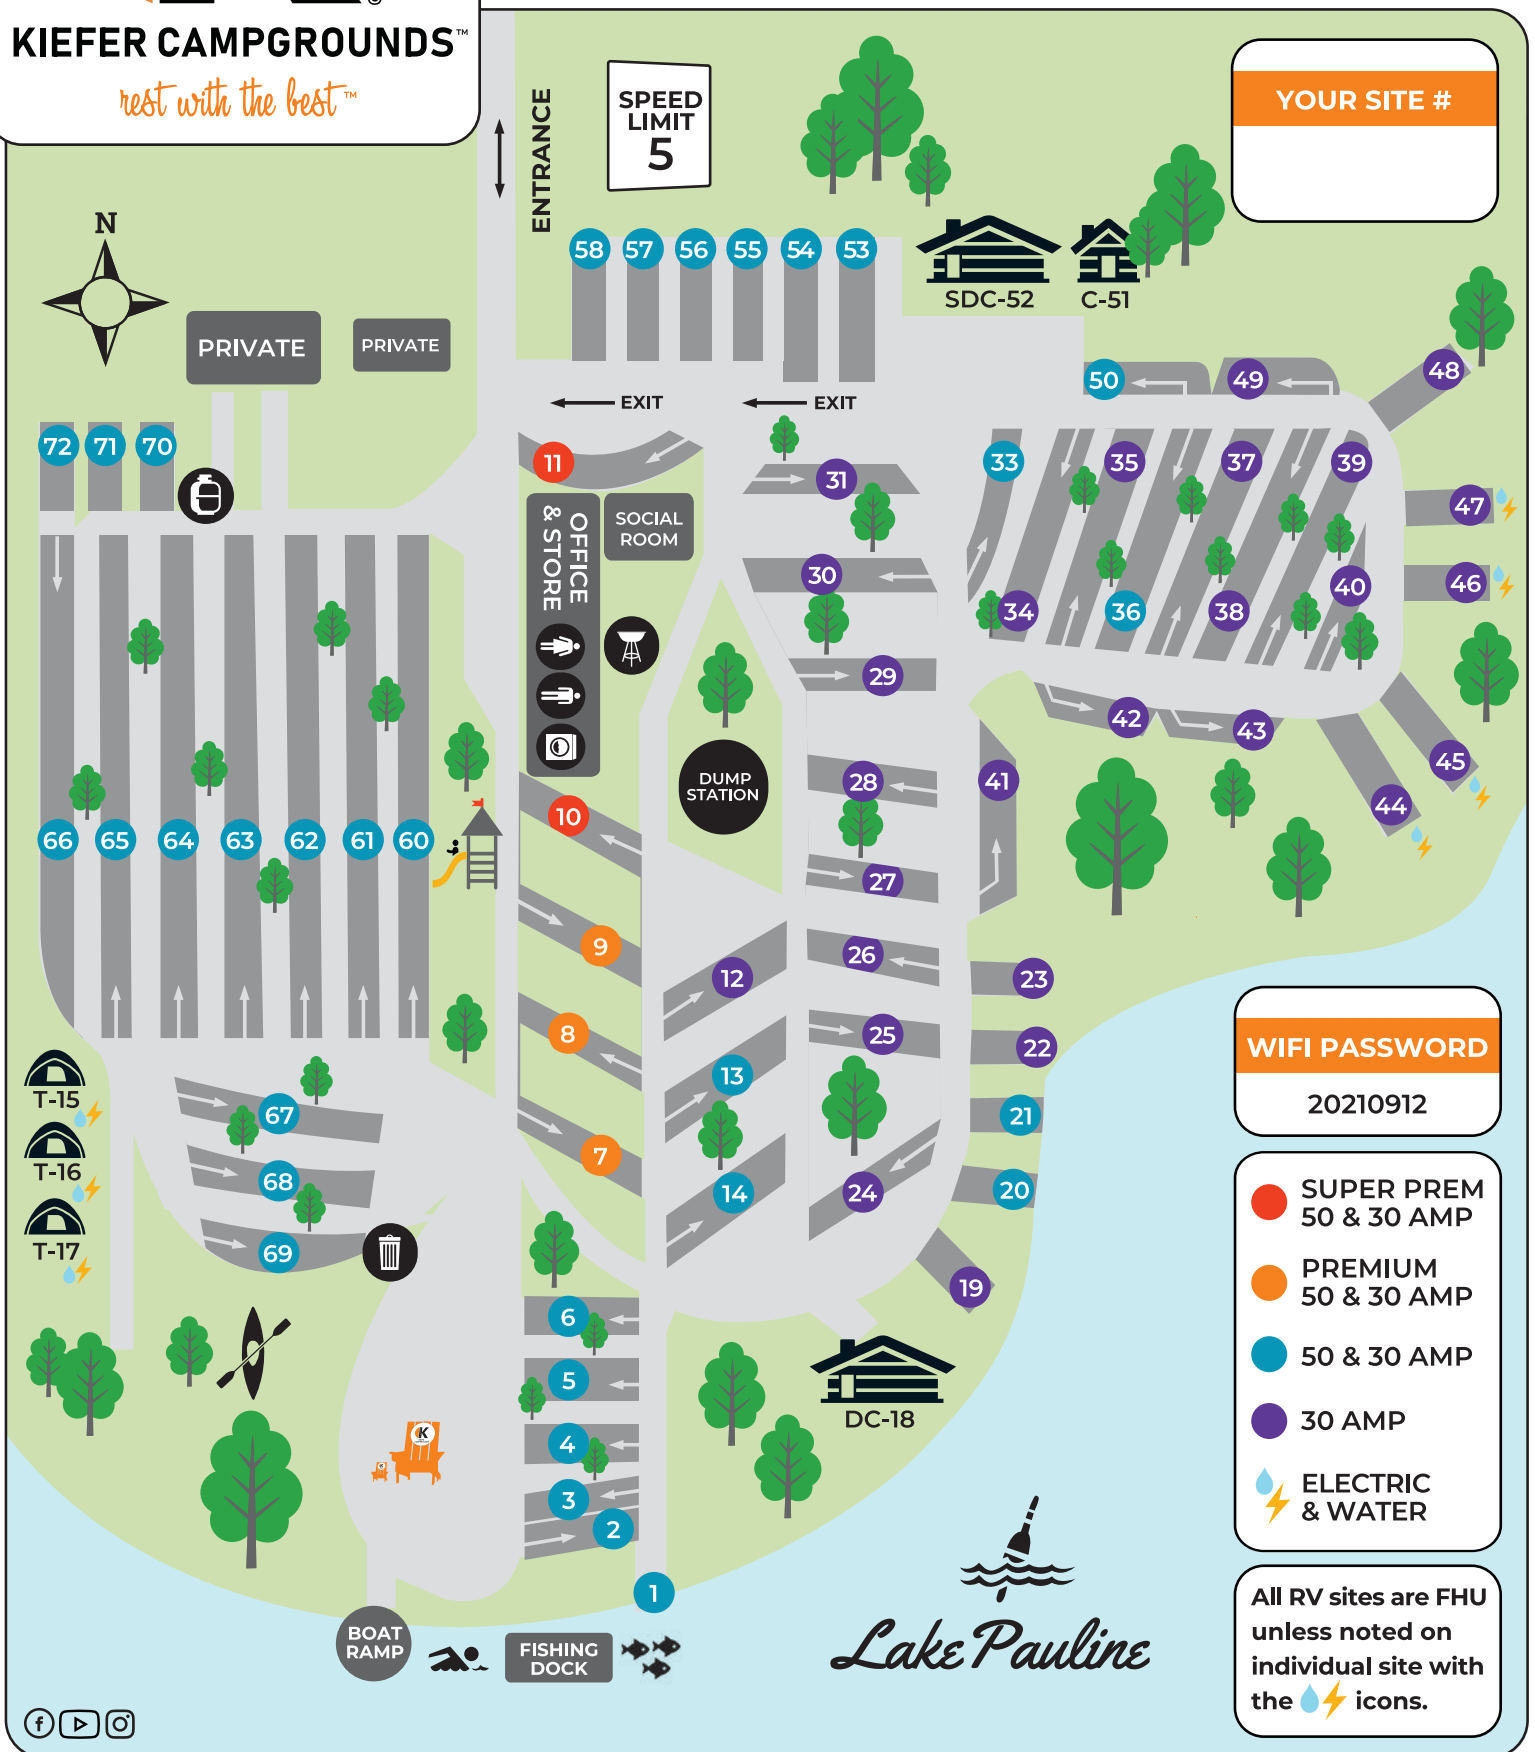 KIEFER CAMPGROUNDS™
rest with the best™
ENTRANCE
SPEED
LIMIT
5
YOUR SITE #
N
58 57 56 55 54 53
SDC-52
C-51
PRIVATE
PRIVATE
50
49
48
EXIT
EXIT
72 71 70
11
31
33
35
37
39
47
OFFICE
& STORE
SOCIAL
ROOM
30
34
36
38
40
46
29
42
43
45
44
41
DUMP
STATION
28
10
66 65 64 63 62 61 60
27
9
12
26
23
8
13
25
22
WIFI PASSWORD
20210912
T-15
67
21
7
T-16
68
14
24
20
T-17
69
19
6
DC-18
5
4
3
2
1
SUPER PREM
50 & 30 AMP
PREMIUM
50 & 30 AMP
50 & 30 AMP
30 AMP
ELECTRIC
& WATER
K
BOAT
RAMP
FISHING
DOCK
Lake Pauline
All RV sites are FHU
unless noted on
individual site with
the icons.